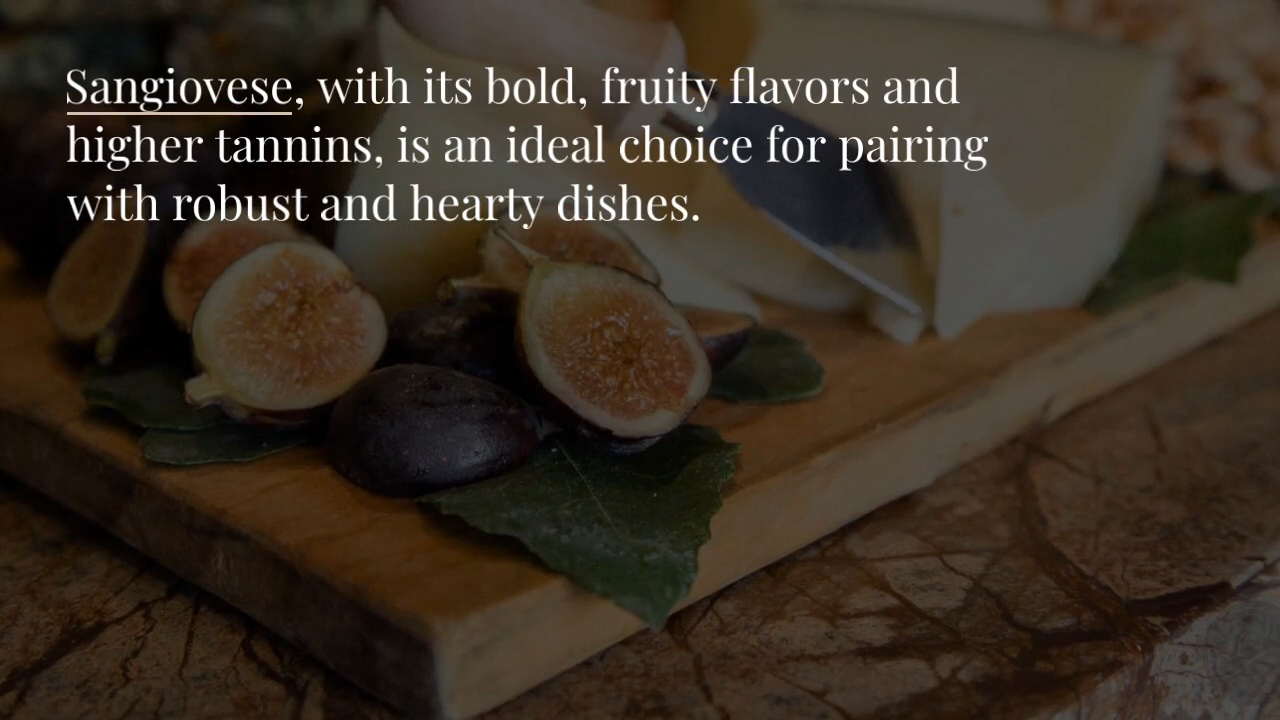 Sangiovese, with its bold, fruity flavors and
higher tannins, is an ideal choice for pairing
with robust and hearty dishes.